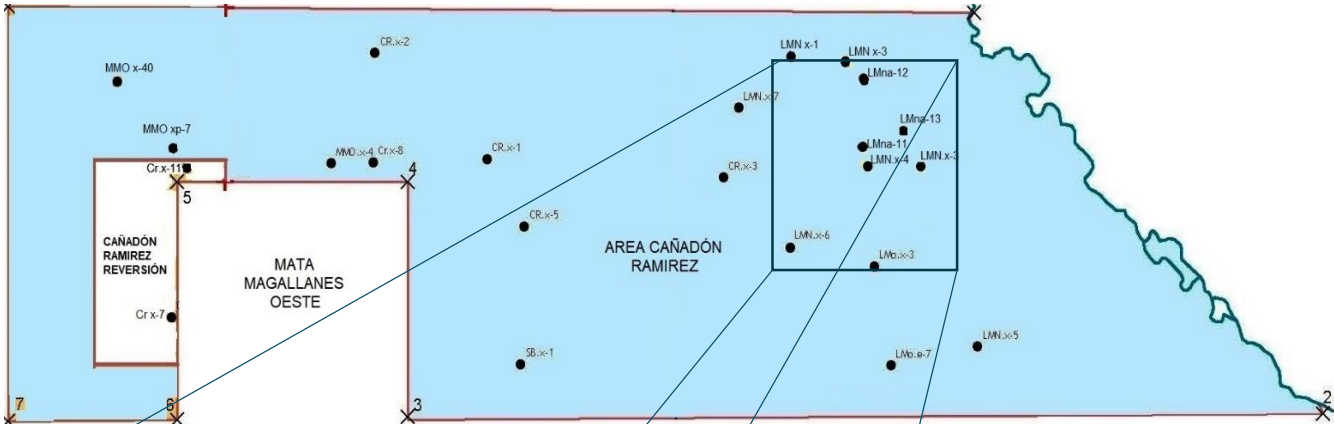 CR.x-2
LMN x-1
LMN x-3
MMO x-40
LMna-12
LMN.x-7
LMna-13
MMO xp-7
LMna-11
MMO.x-4
Cr.x-8
CR.x-1
Cr.x-11
LMN.x-4
LMN.x-3
CR.x-3
4
5
CR.x-5
CAÑADÓN
RAMIREZ
REVERSIÓN
MATA
MAGALLANES
OESTE
AREA CAÑADÓN
RAMIREZ
LMN.x-6
LMo.x-3
Cr x-7
SB.x-1
LMo.e-7
LMN.x-5
7
6
3
2